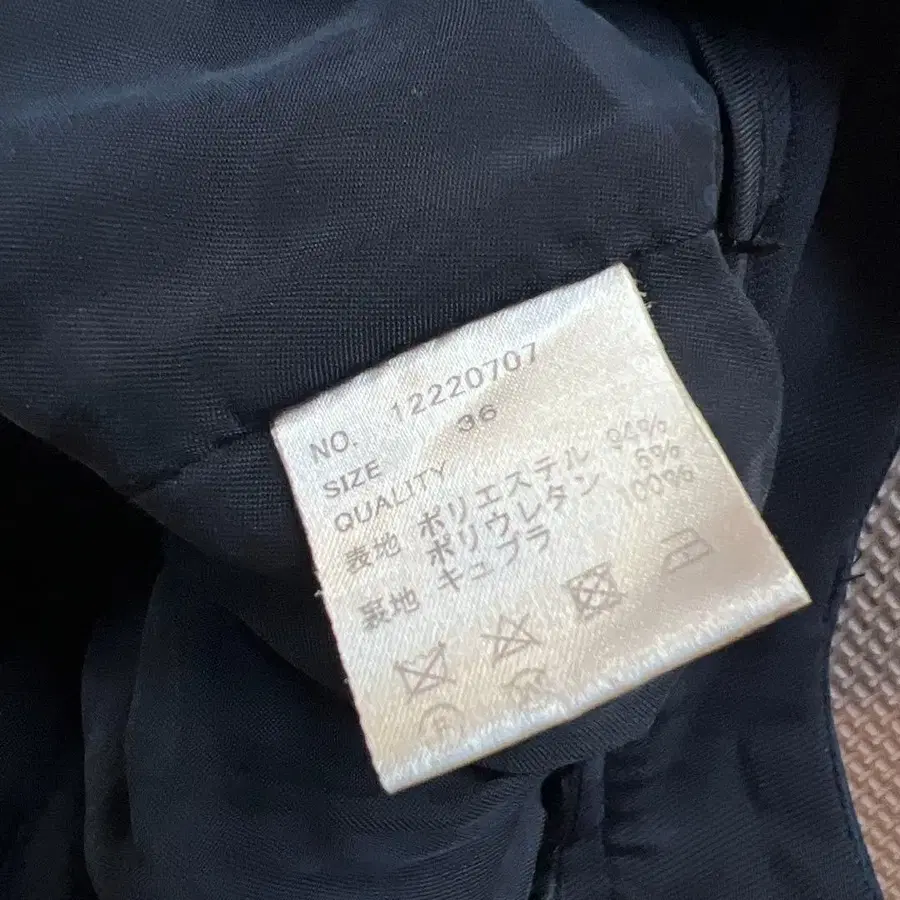 NO. 12220707
SIZE 36
QUALITY
表地 ポリエステル 94%
ポリウレタン 6%
裏地 キュプラ 100%